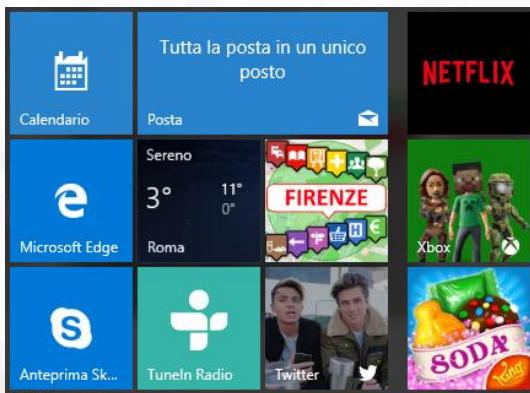 Tutta la posta in un unico
posto
Calendario
Posta
NETFLIX
Sereno
3°
11°
0°
Roma
FIRENZE
H
€
Microsoft Edge
Xbox
Anteprima Sk...
TuneIn Radio
Twitter
SODA
King